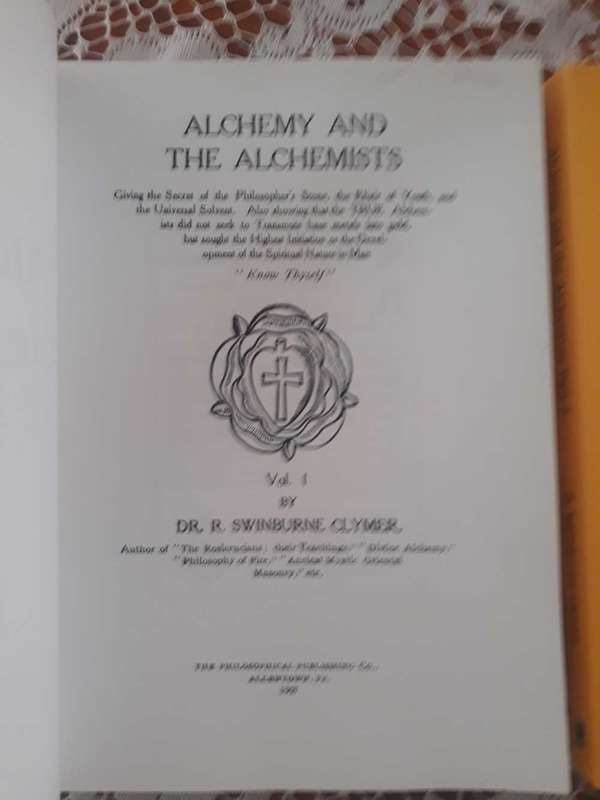 ALCHEMY AND
THE ALCHEMISTS
Giving the Secret of the Philosopher's Stone, the Elixir of Youth, and
the Universal Solvent. Also showing that the
ists did not seek to Transmute base metals into gold,
but sought the Highest Initiation or the
opment of the Spiritual Nature in Man
"Know Thyself"
Vol. I
BY
DR. R. SWINBURNE CLYMER,
Author of "The Rosicrucians; their Teachings," "Divine Alchemy,"
"Philosophy of Fire," "Ancient Mystic Oriental
Masonry," etc.
THE PHILOSOPHICAL PUBLISHING Co.,
ALLENTOWN, PA.